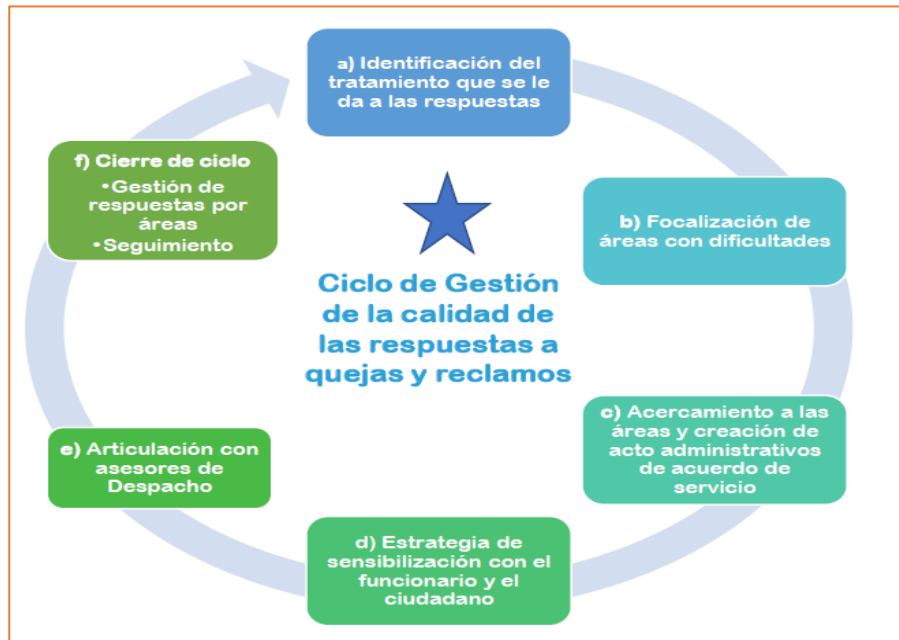 a) Identificación del
tratamiento que se le
da a las respuestas
b) Focalización de
áreas con dificultades
c) Acercamiento a las
áreas y creación de
acto administrativos
de acuerdo de
servicio
d) Estrategia de
sensibilización con el
funcionario y el
ciudadano
e) Articulación con
asesores de
Despacho
f) Cierre de ciclo
•Gestión de
respuestas por
áreas
•Seguimiento
Ciclo de Gestión
de la calidad de
las respuestas a
quejas y reclamos